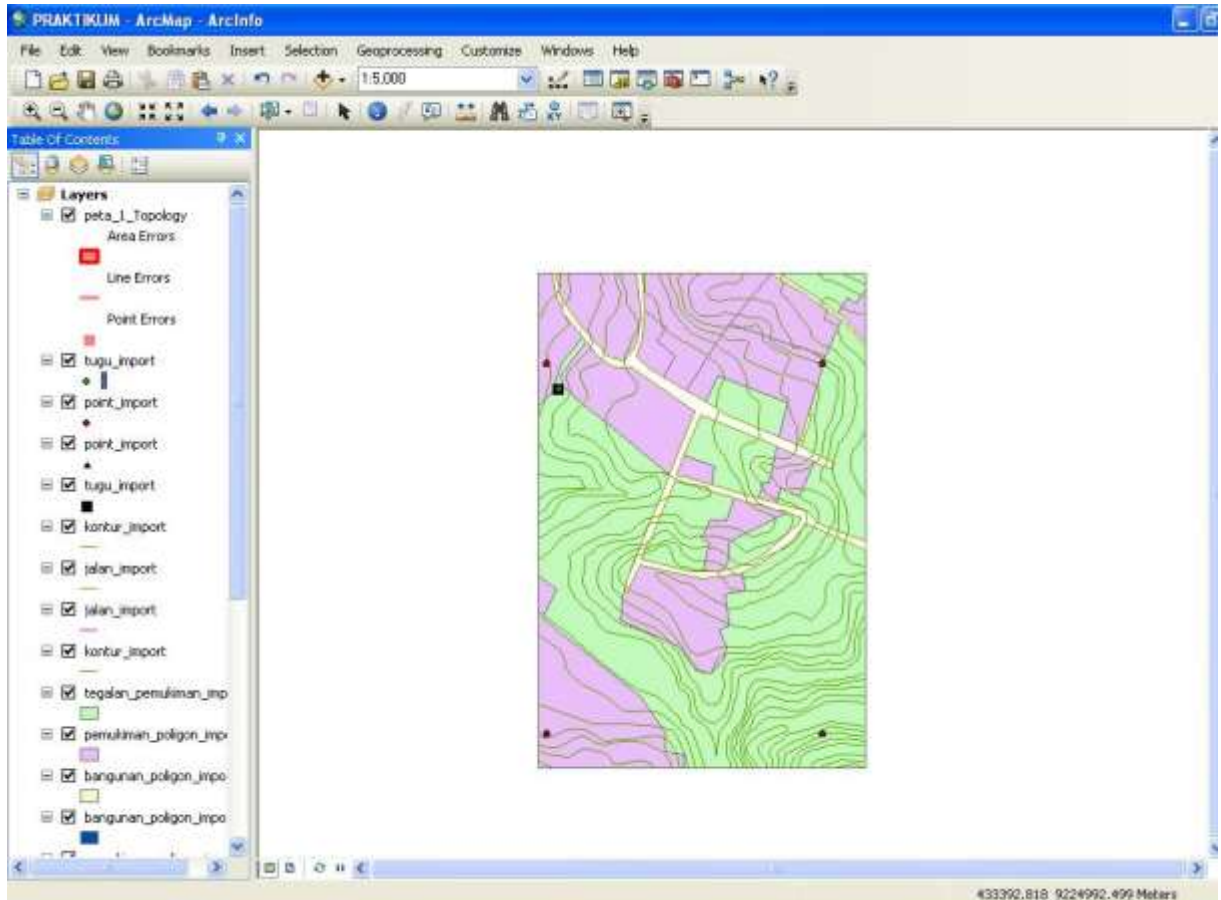 PRAKTIKUM - ArcMap - ArcInfo
File Edit View Bookmarks Insert Selection Geoprocessing Customize Windows Help
1:5,000
Table Of Contents
Layers
peta_1_Topology
Area Errors
Line Errors
Point Errors
tugu_import
point_import
point_import
tugu_import
kontur_import
jalan_import
jalan_import
kontur_import
tegalan_pemukiman_imp
pemukiman_poligon_impo
bangunan_poligon_impo
bangunan_poligon_impo
433392.818 9224992.499 Meters